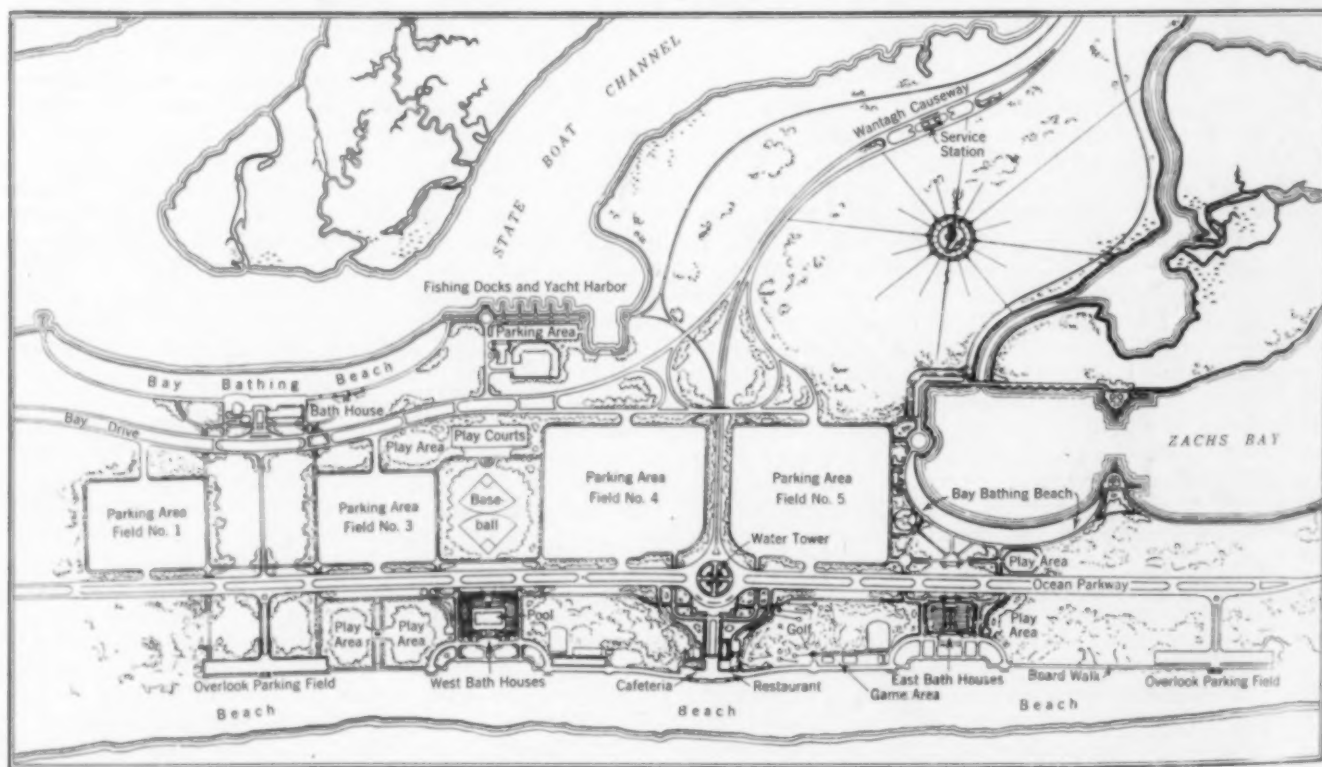 STATE BOAT CHANNEL
Wantagh Causeway
Service
Station
Fishing Docks and Yacht Harbor
Parking Area
Bay Bathing Beach
Bath House
Bay Drive
Play Area
Play Courts
ZACHS BAY
Parking Area
Field No. 1
Parking Area
Field No. 3
Base-
ball
Parking Area
Field No. 4
Parking Area
Field No. 5
Bay Bathing Beach
Water Tower
Play Area
Ocean Parkway
Play
Area
Play
Area
Pool
Golf
Play
Area
Overlook Parking Field
West Bath Houses
Cafeteria
Restaurant
Game Area
East Bath Houses
Board Walk
Overlook Parking Field
Beach
Beach
Beach